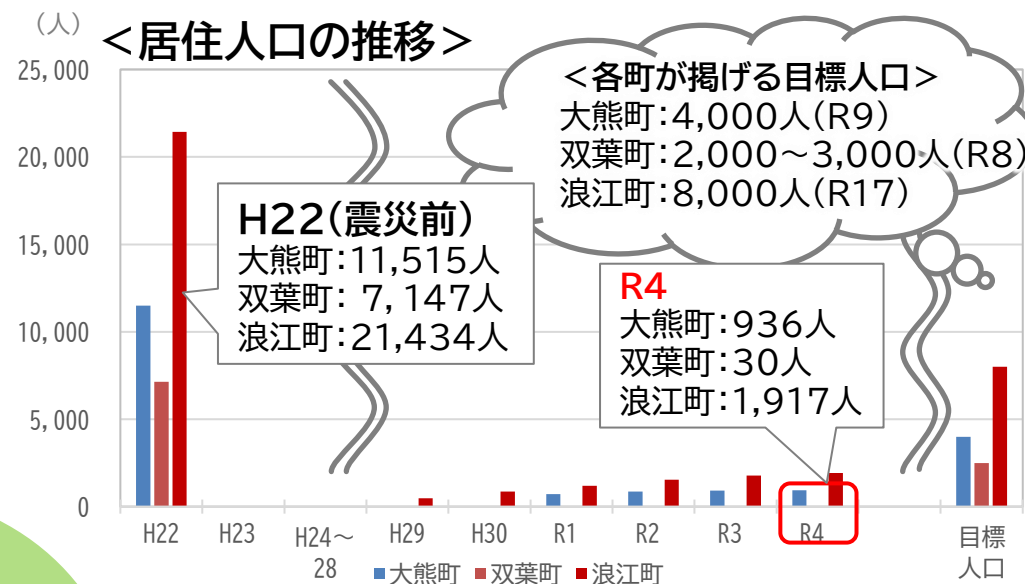 (人)
<居住人口の推移>
25,000
20,000
15,000
10,000
5,000
0
<各町が掲げる目標人口>
大熊町:4,000人(R9)
双葉町:2,000~3,000人(R8)
浪江町:8,000人(R17)
H22(震災前)
大熊町:11,515人
双葉町: 7,147人
浪江町:21,434人
R4
大熊町:936人
双葉町:30人
浪江町:1,917人
H22 H23 H24~ H29 H30 R1 R2 R3 R4 目標
28 人口
大熊町 双葉町 浪江町